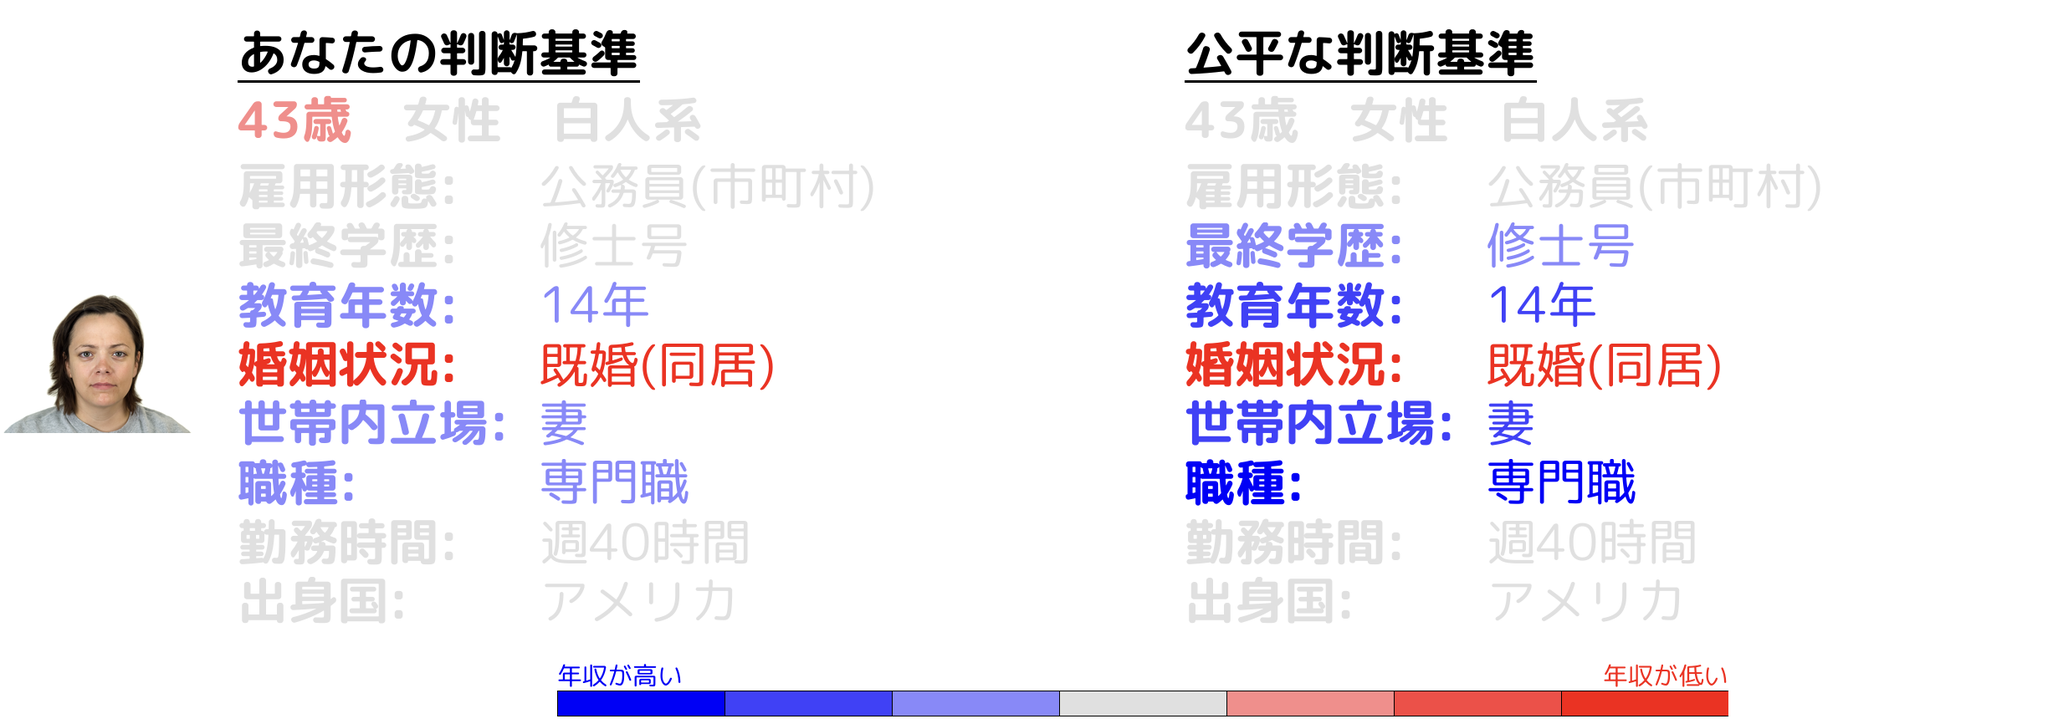 あなたの判断基準
43歳 女性 白人系
雇用形態: 公務員(市町村)
最終学歴: 修士号
教育年数: 14年
婚姻状況: 既婚(同居)
世帯内立場: 妻
職種: 専門職
勤務時間: 週40時間
出身国: アメリカ
公平な判断基準
43歳 女性 白人系
雇用形態: 公務員(市町村)
最終学歴: 修士号
教育年数: 14年
婚姻状況: 既婚(同居)
世帯内立場: 妻
職種: 専門職
勤務時間: 週40時間
出身国: アメリカ
年収が高い
年収が低い